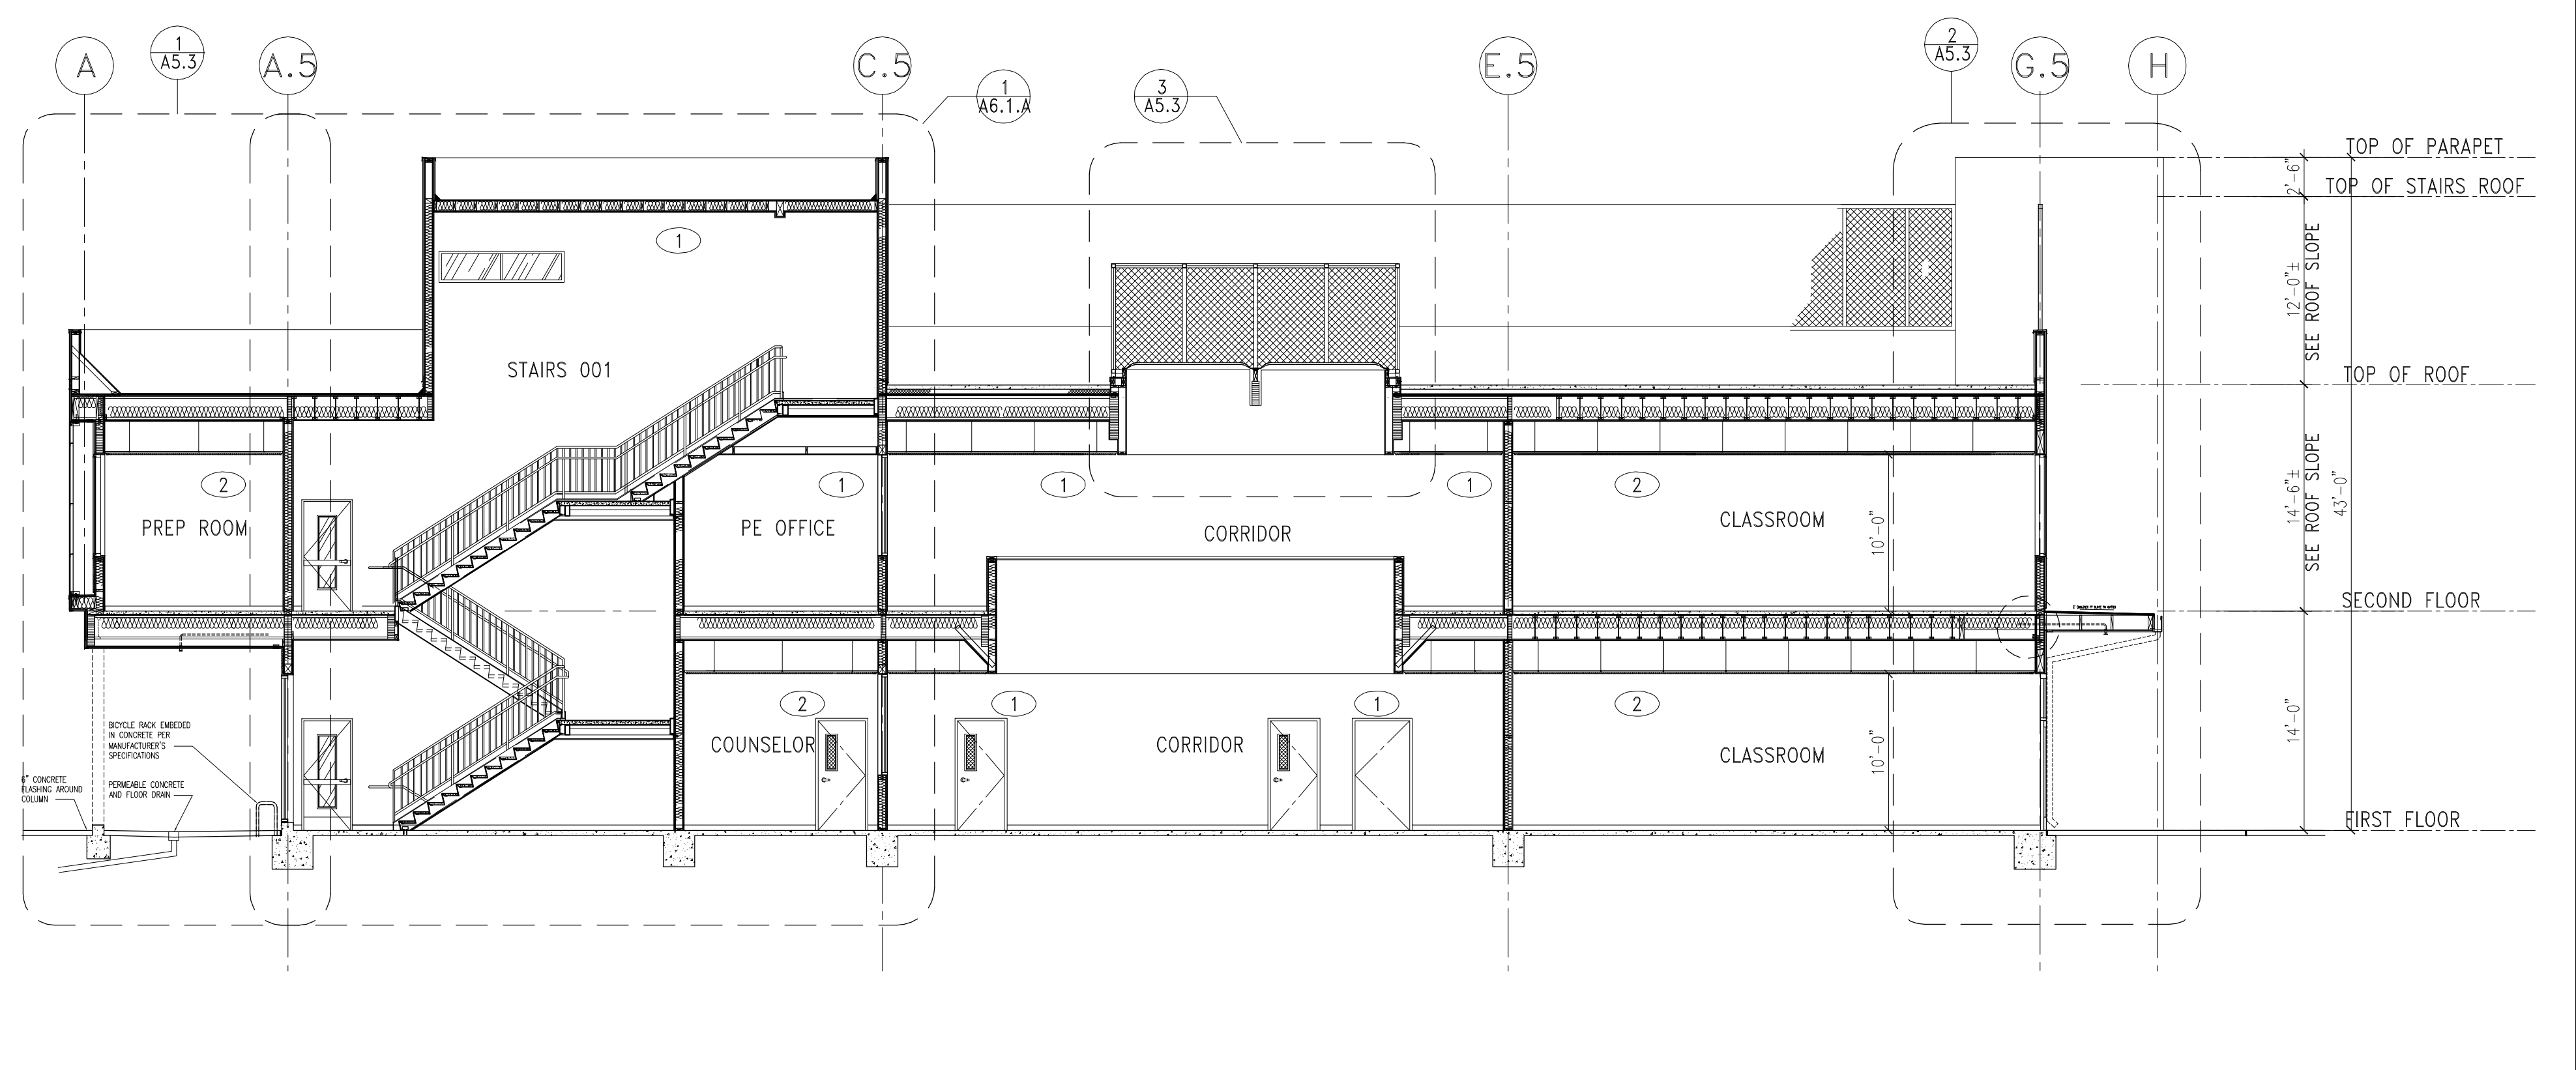 A
1
A5.3
A.5
C.5
1
A6.1.A
3
A5.3
E.5
2
A5.3
G.5
H
TOP OF PARAPET
2'-6"
TOP OF STAIRS ROOF
1
12'-0"±
SEE ROOF SLOPE
STAIRS 001
TOP OF ROOF
2
1
1
1
2
14'-6"±
SEE ROOF SLOPE
43'-0"
PREP ROOM
PE OFFICE
CORRIDOR
CLASSROOM
10'-0"
SECOND FLOOR
2
1
1
2
14'-0"
BICYCLE RACK EMBEDED
IN CONCRETE PER
MANUFACTURER'S
SPECIFICATIONS
COUNSELOR
CORRIDOR
CLASSROOM
10'-0"
6" CONCRETE
FLASHING AROUND
COLUMN
PERMEABLE CONCRETE
AND FLOOR DRAIN
FIRST FLOOR